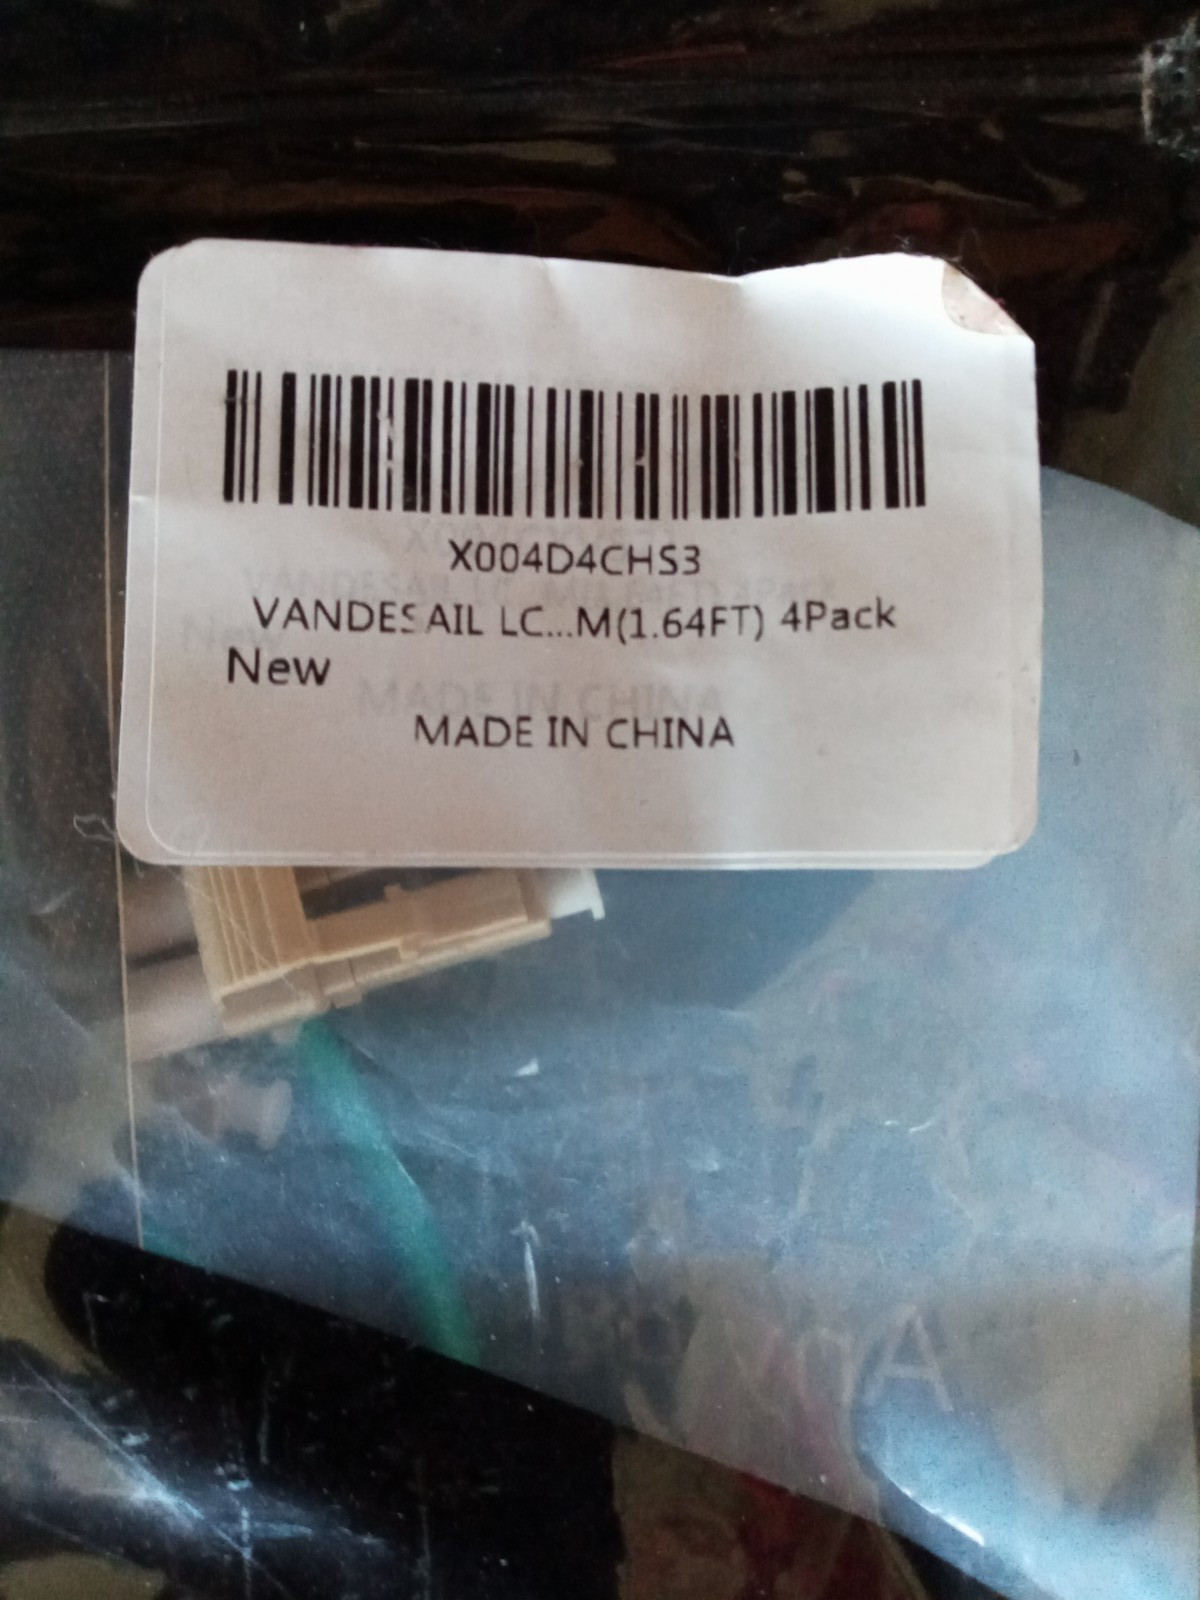 X004D4CHS3
VANDESAIL LC...M(1.64FT) 4Pack
New
MADE IN CHINA